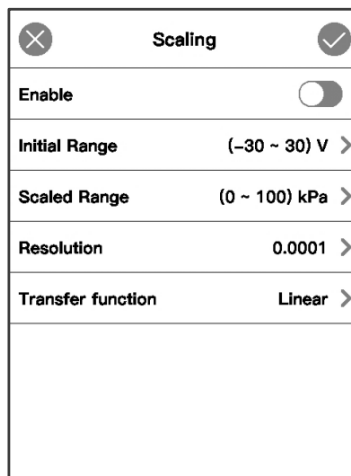 Scaling
Enable
Initial Range (−30 ~ 30) V
Scaled Range (0 ~ 100) kPa
Resolution 0.0001
Transfer function Linear